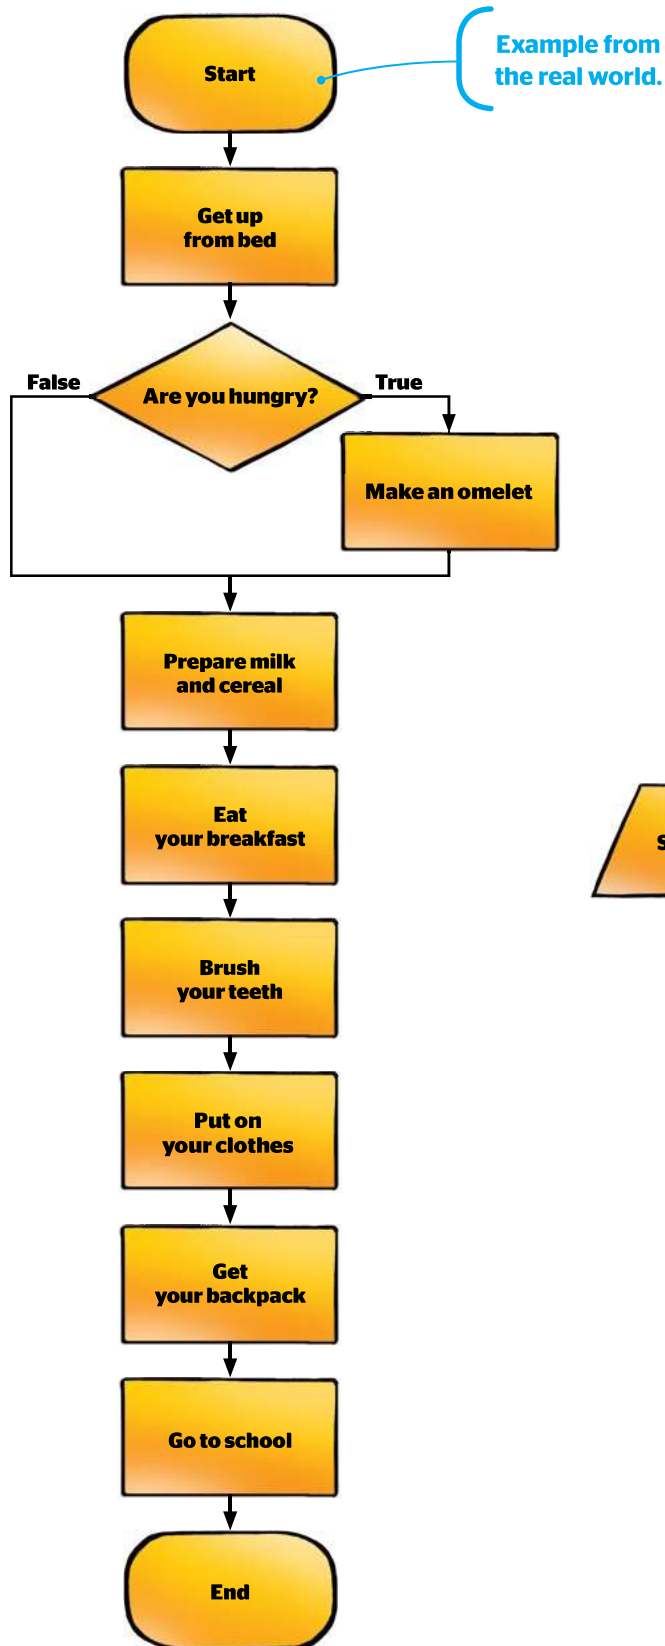 Start
Example from
the real world.
Get up
from bed
False
Are you hungry?
True
Make an omelet
Prepare milk
and cereal
Eat
your breakfast
Brush
your teeth
Put on
your clothes
Get
your backpack
Go to school
End